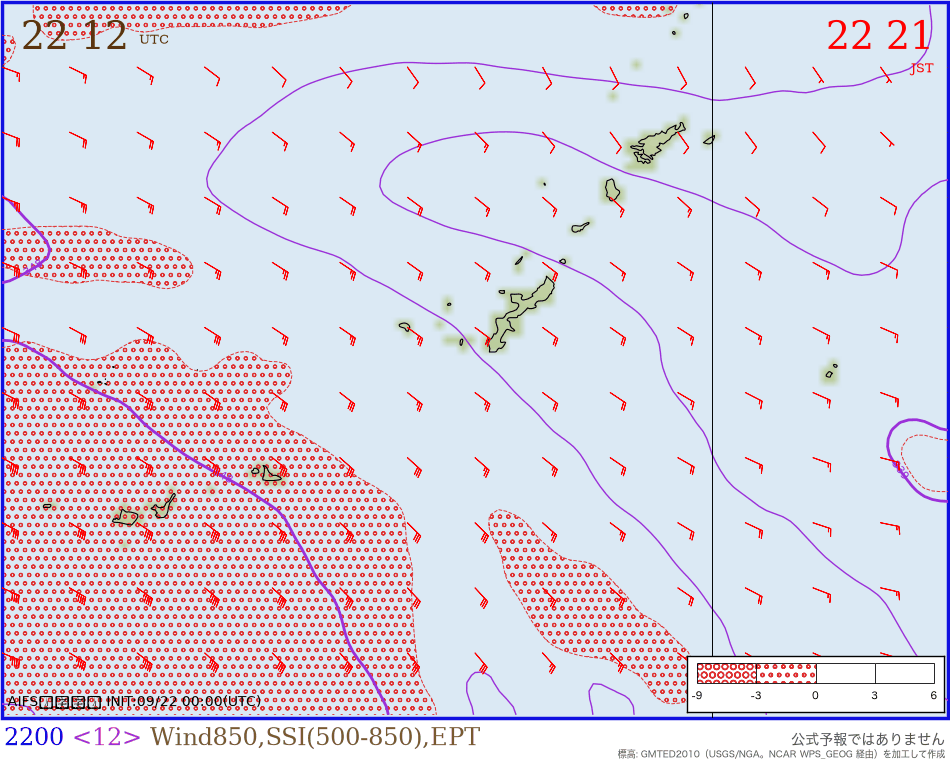 22 12 UTC
22 21
JST
AIFS INIT:09/22 00:00(UTC)
-9 -3 0 3 6
2200 <12> Wind850,SSI(500-850),EPT
公式予報ではありません
標高: GMTED2010（USGS/NGA。NCAR WPS_GEOG 経由）を加工して作成